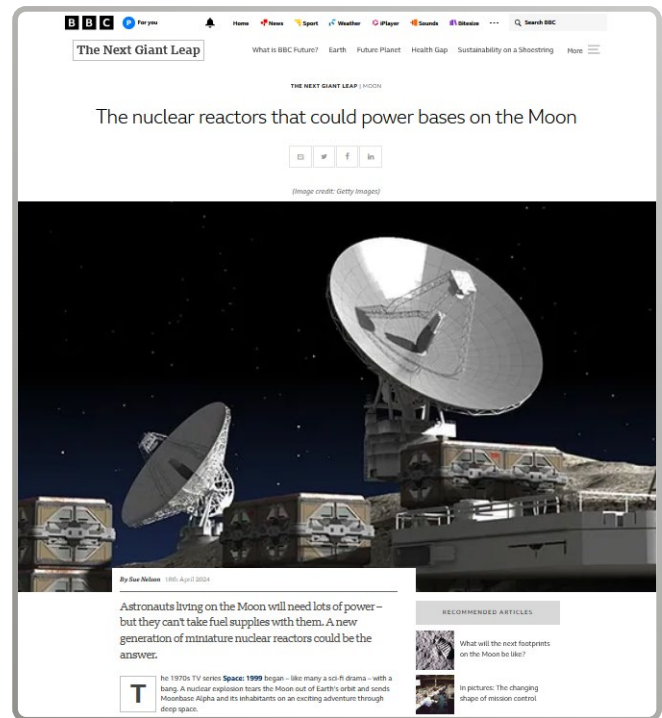 BBC
For you
Home News Sport Weather iPlayer Sounds Bitesize ... Search BBC
The Next Giant Leap
What is BBC Future? Earth Future Planet Health Gap Sustainability on a Shoestring More
THE NEXT GIANT LEAP | MOON
The nuclear reactors that could power bases on the Moon
(Image credit: Getty Images)
By Sue Nelson 18th April 2024
Astronauts living on the Moon will need lots of power –
but they can't take fuel supplies with them. A new
generation of miniature nuclear reactors could be the
answer.
The 1970s TV series Space: 1999 began – like many a sci-fi drama – with a
bang. A nuclear explosion tears the Moon out of Earth's orbit and sends
Moonbase Alpha and its inhabitants on an exciting adventure through
deep space.
RECOMMENDED ARTICLES
What will the next footprints
on the Moon be like?
In pictures: The changing
shape of mission control